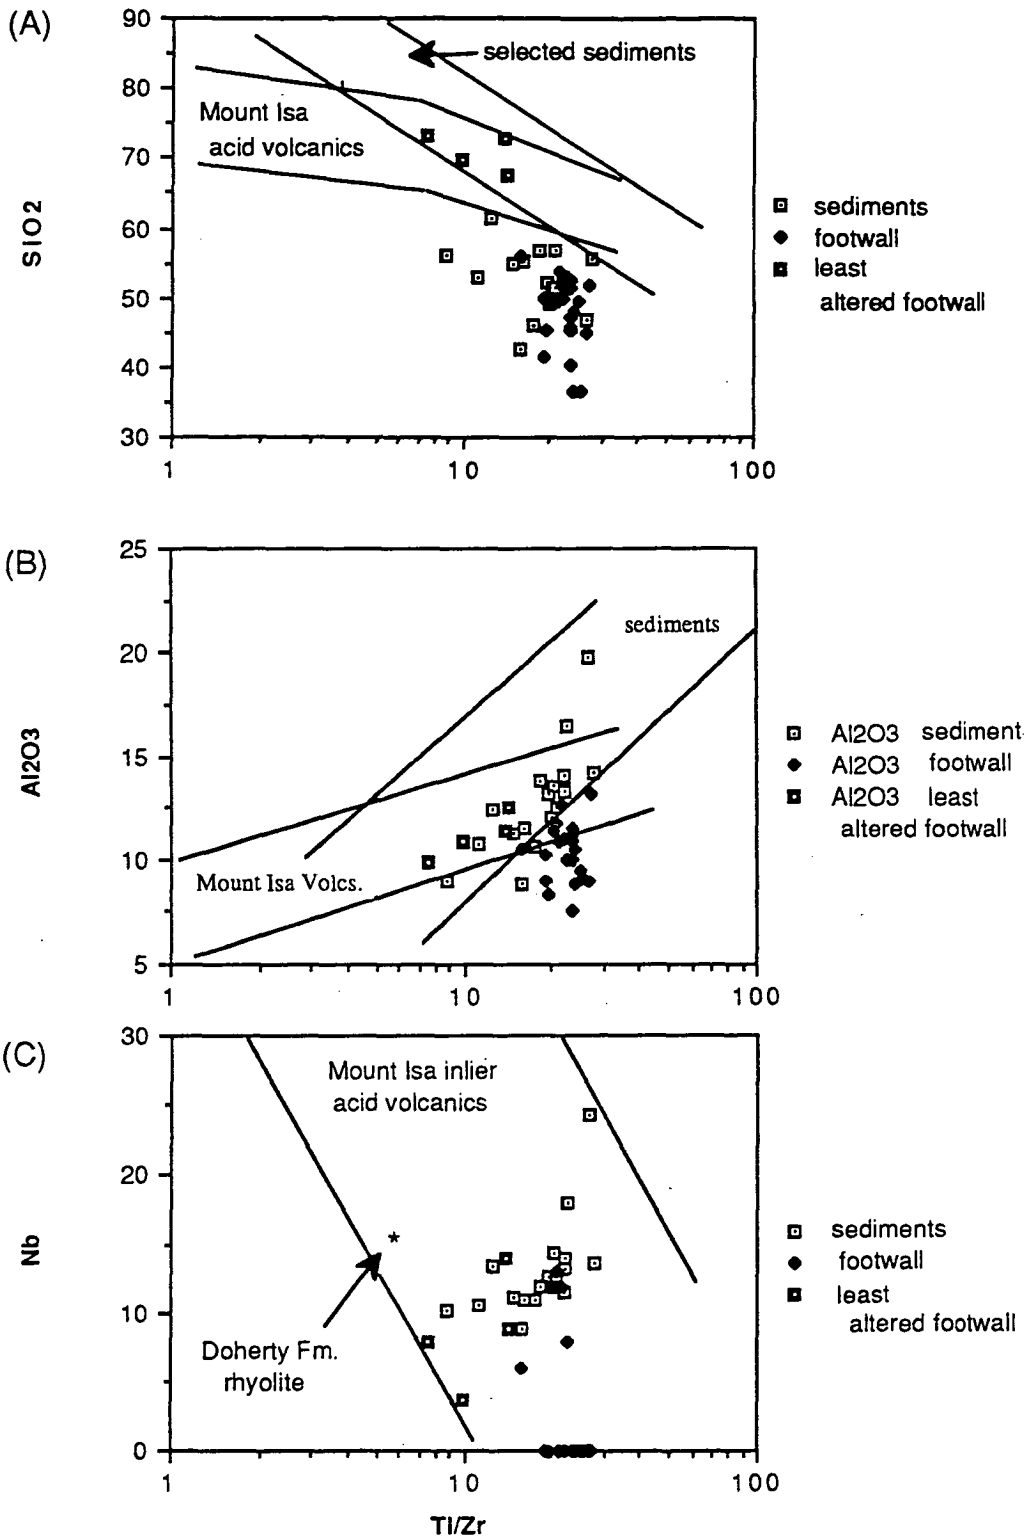 (A)
90
80
70
60
50
40
30
SIO2
selected sediments
Mount Isa
acid volcanics
1
10
100
sediments
footwall
least
altered footwall
(B)
25
20
15
10
5
Al2O3
sediments
Mount Isa Volcs.
1
10
100
Al2O3 sediment
Al2O3 footwall
Al2O3 least
altered footwall
(C)
30
20
10
0
Nb
Mount Isa inlier
acid volcanics
*
Doherty Fm.
rhyolite
1
10
100
TI/Zr
sediments
footwall
least
altered footwall